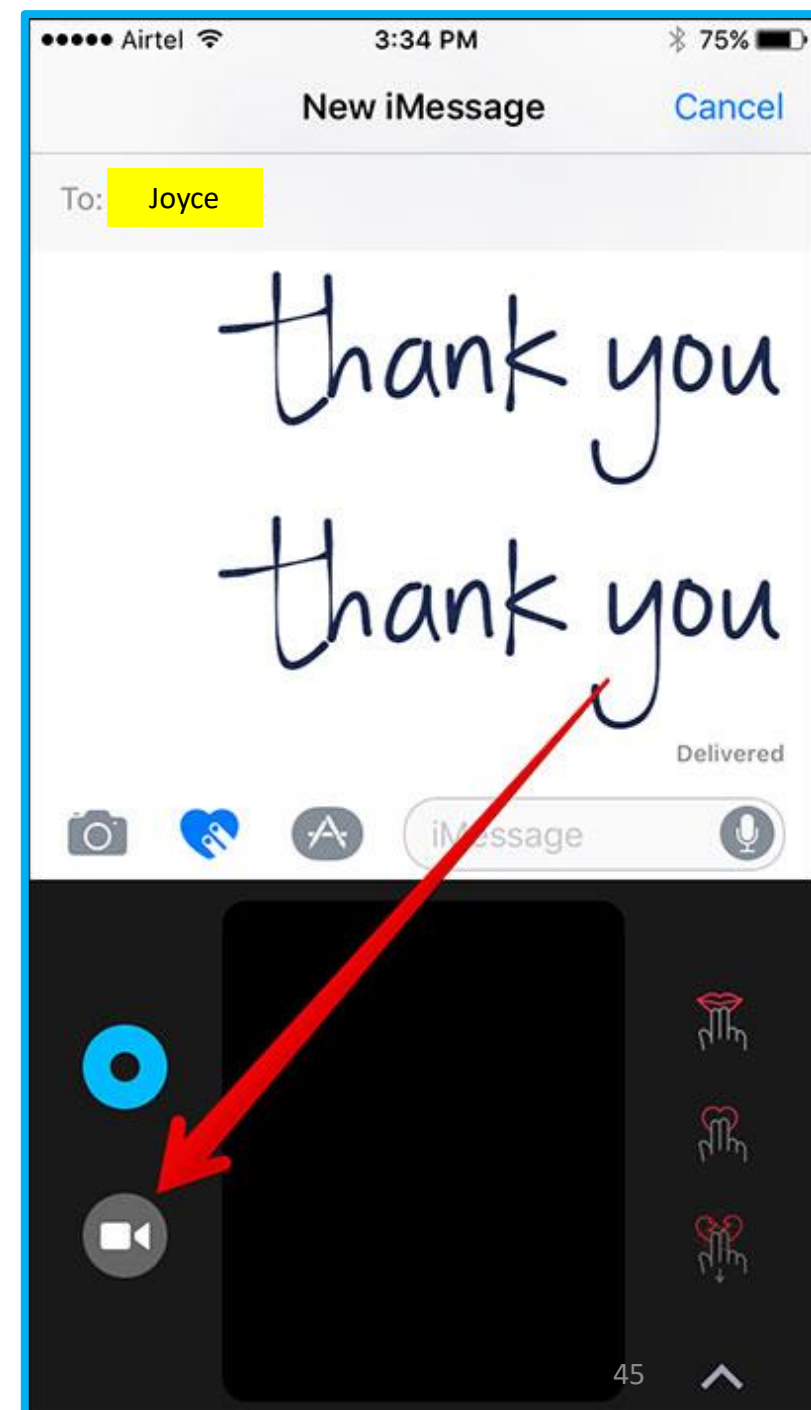 Airtel 3:34 PM 75%
New iMessage Cancel
To: Joyce
thank you
thank you
Delivered
iMessage
45